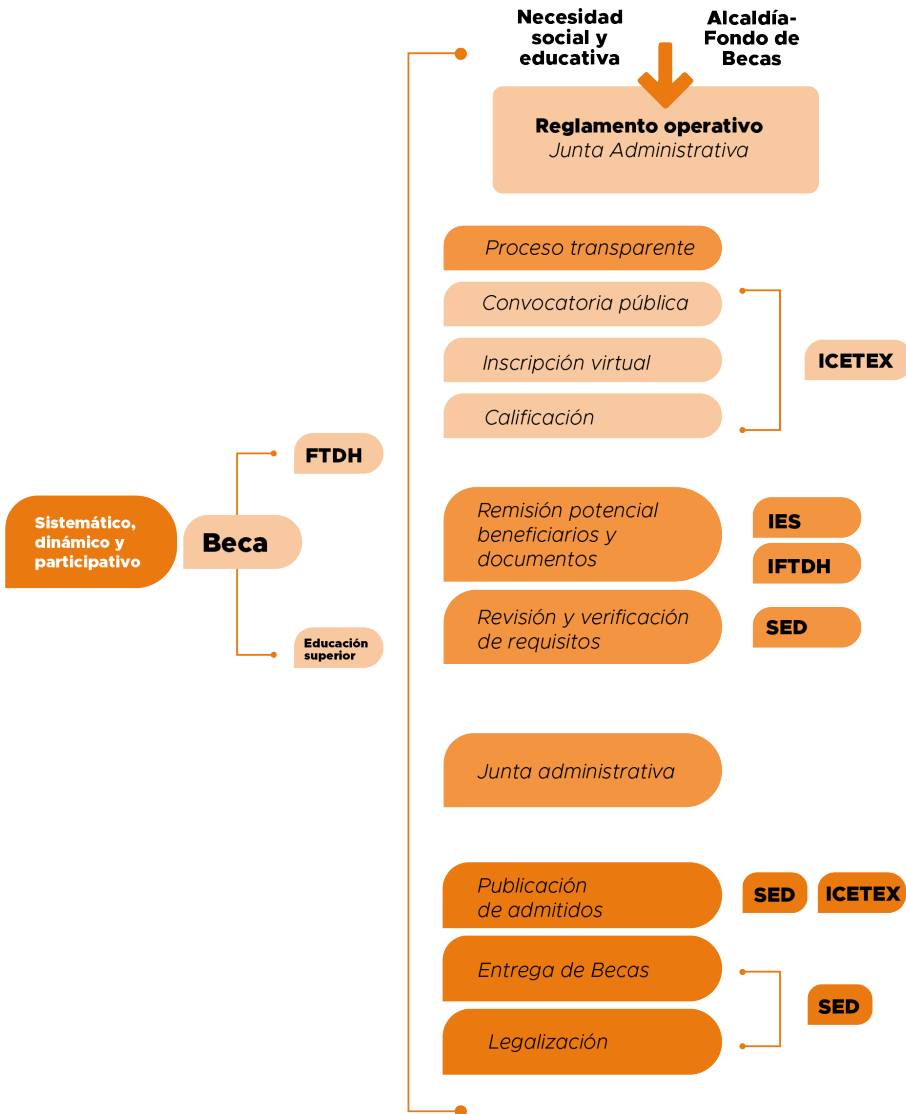 Necesidad
social y
educativa
Alcaldía-
Fondo de
Becas
Reglamento operativo
Junta Administrativa
Proceso transparente
Convocatoria pública
Inscripción virtual
Calificación
ICETEX
FTDH
Sistemático,
dinámico y
participativo
Beca
Educación
superior
Remisión potencial
beneficiarios y
documentos
IES
IFTDH
Revisión y verificación
de requisitos
SED
Junta administrativa
Publicación
de admitidos
SED
ICETEX
Entrega de Becas
Legalización
SED